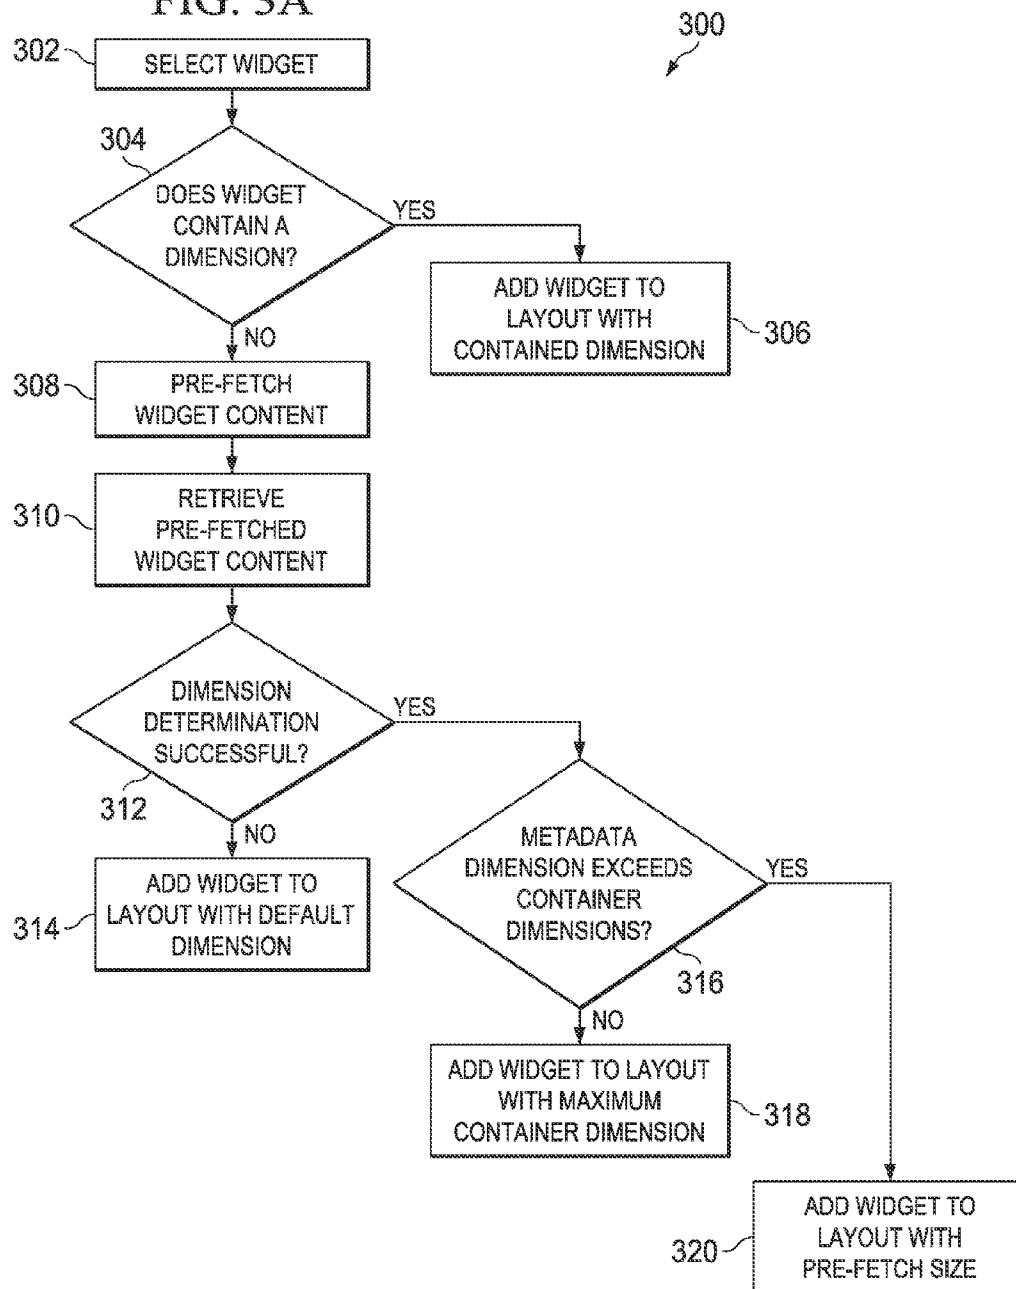 FIG. 3A
300
302
SELECT WIDGET
304
DOES WIDGET
CONTAIN A
DIMENSION?
YES
NO
ADD WIDGET TO
LAYOUT WITH
CONTAINED DIMENSION
306
308
PRE-FETCH
WIDGET CONTENT
310
RETRIEVE
PRE-FETCHED
WIDGET CONTENT
DIMENSION
DETERMINATION
SUCCESSFUL?
YES
312
NO
ADD WIDGET TO
LAYOUT WITH DEFAULT
DIMENSION
314
METADATA
DIMENSION EXCEEDS
CONTAINER
DIMENSIONS?
YES
316
NO
ADD WIDGET TO LAYOUT
WITH MAXIMUM
CONTAINER DIMENSION
318
320
ADD WIDGET TO
LAYOUT WITH
PRE-FETCH SIZE